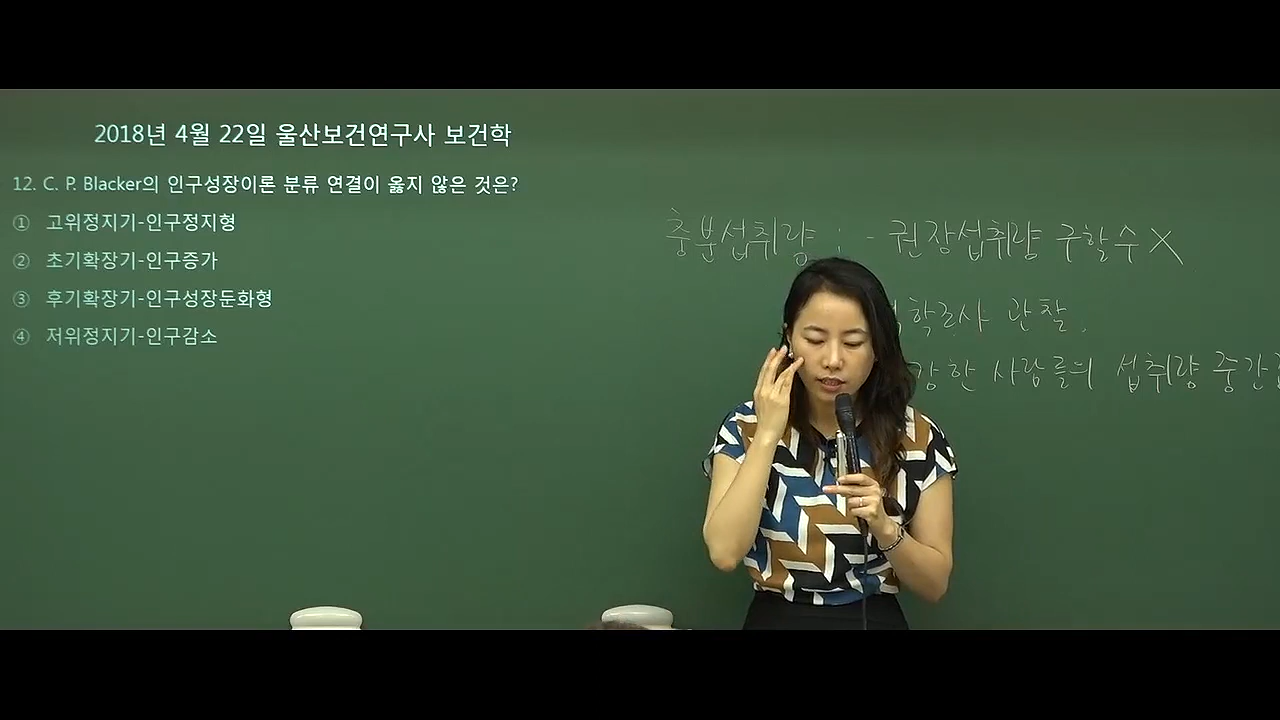 2018년 4월 22일 울산보건연구사 보건학
12. C. P. Blacker의 인구성장이론 분류 연결이 옳지 않은 것은?
① 고위정지기-인구정지형
② 초기확장기-인구증가
③ 후기확장기-인구성장둔화형
④ 저위정지기-인구감소
충분섭취량 : - 권장섭취량 구할수 X
관찰.
한 사람들의 섭취량 중간